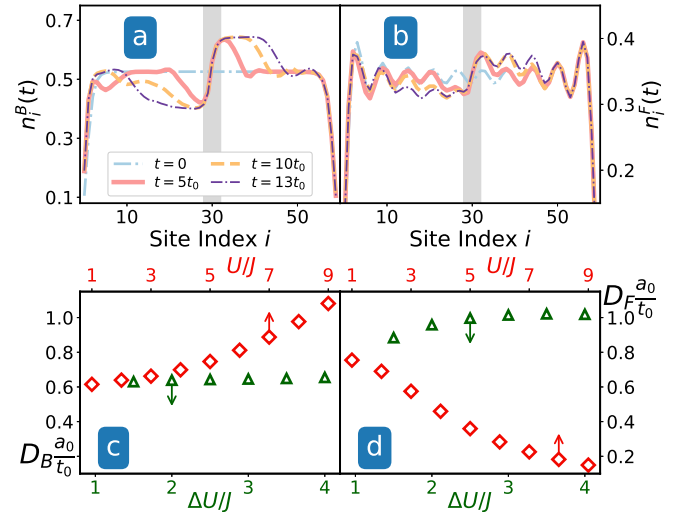 a
b
0.7
0.5
0.3
0.1
n_i^B(t)
0.4
0.3
0.2
n_i^F(t)
t = 0
t = 5t_0
t = 10t_0
t = 13t_0
10 30 50
10 30 50
Site Index i
Site Index i
U/J
U/J
1 3 5 7 9
1 3 5 7 9
1.0
0.8
0.6
0.4
D_B a_0/t_0
D_F a_0/t_0
1.0
0.8
0.6
0.4
0.2
c
d
1 2 3 4
1 2 3 4
ΔU/J
ΔU/J